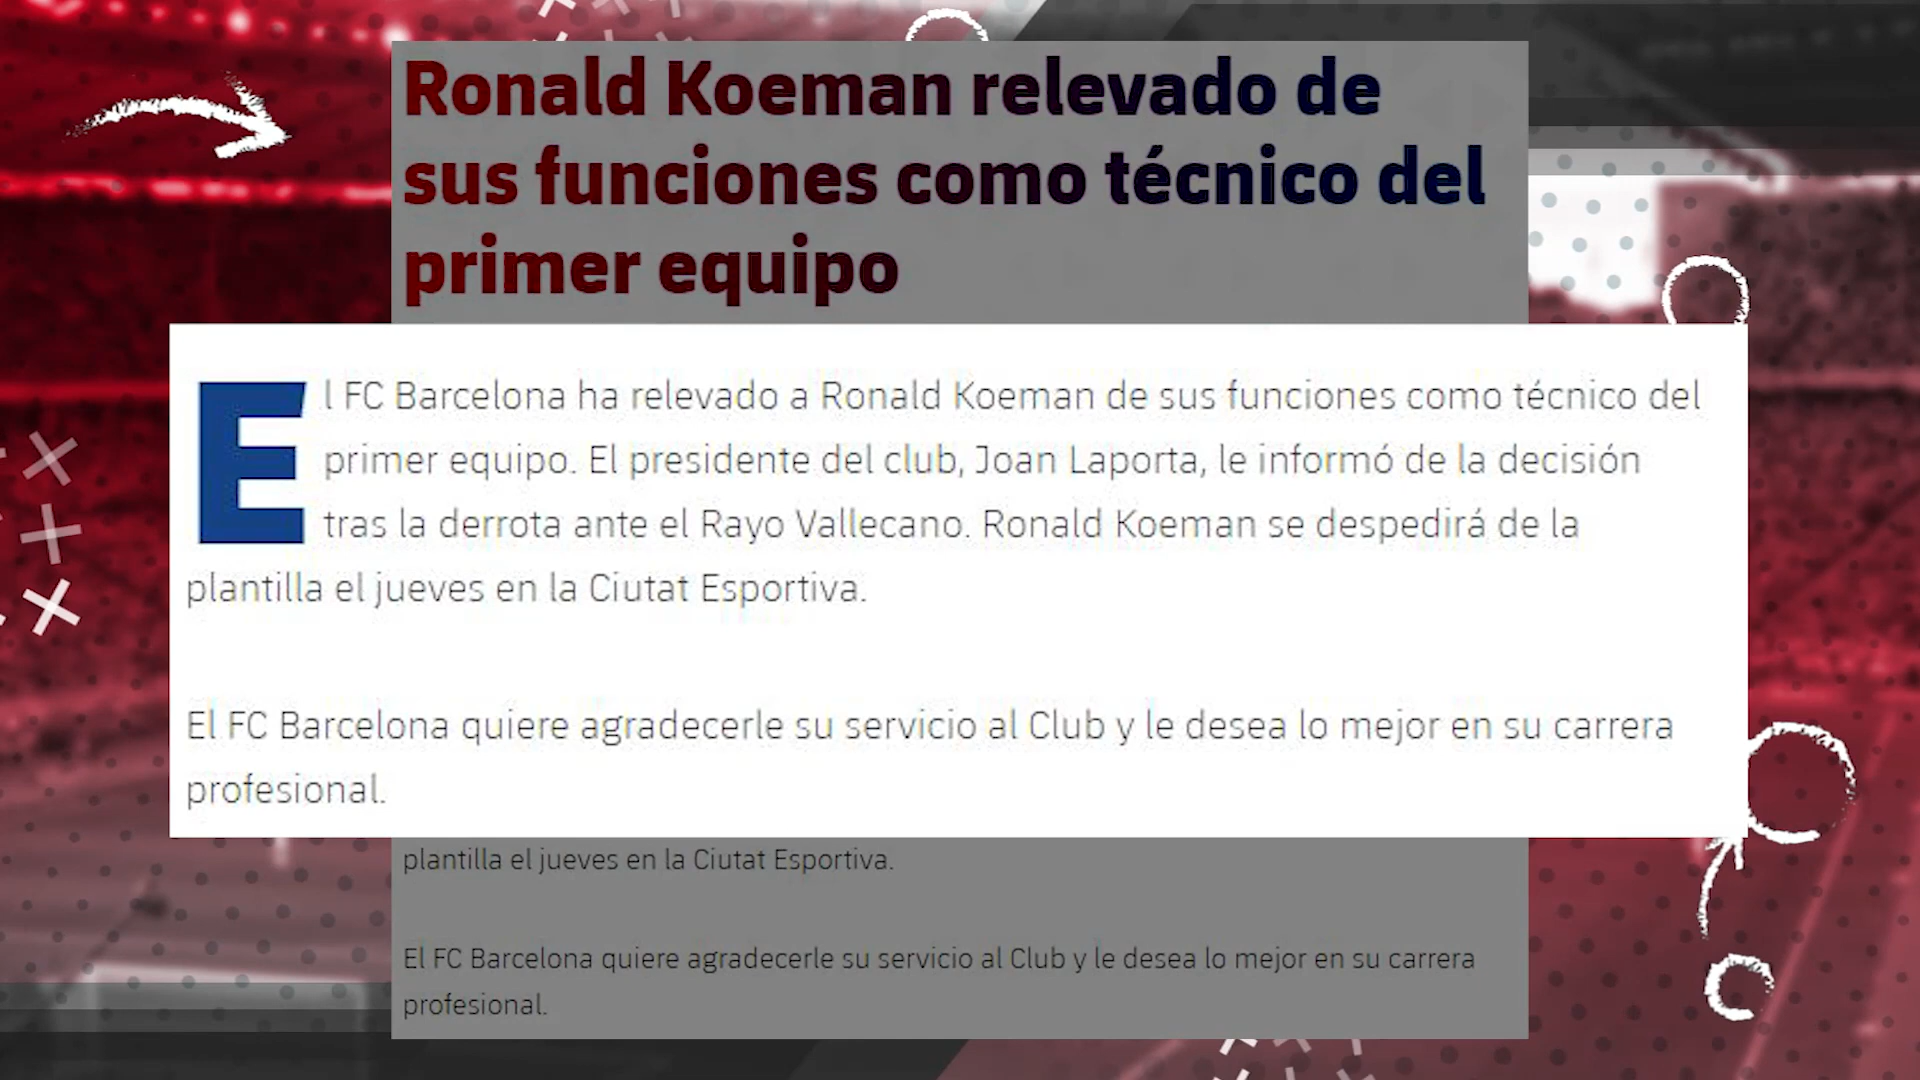 Ronald Koeman relevado de
sus funciones como técnico del
primer equipo
El FC Barcelona ha relevado a Ronald Koeman de sus funciones como técnico del
primer equipo. El presidente del club, Joan Laporta, le informó de la decisión
tras la derrota ante el Rayo Vallecano. Ronald Koeman se despedirá de la
plantilla el jueves en la Ciutat Esportiva.
El FC Barcelona quiere agradecerle su servicio al Club y le desea lo mejor en su carrera
profesional.
plantilla el jueves en la Ciutat Esportiva.
El FC Barcelona quiere agradecerle su servicio al Club y le desea lo mejor en su carrera
profesional.